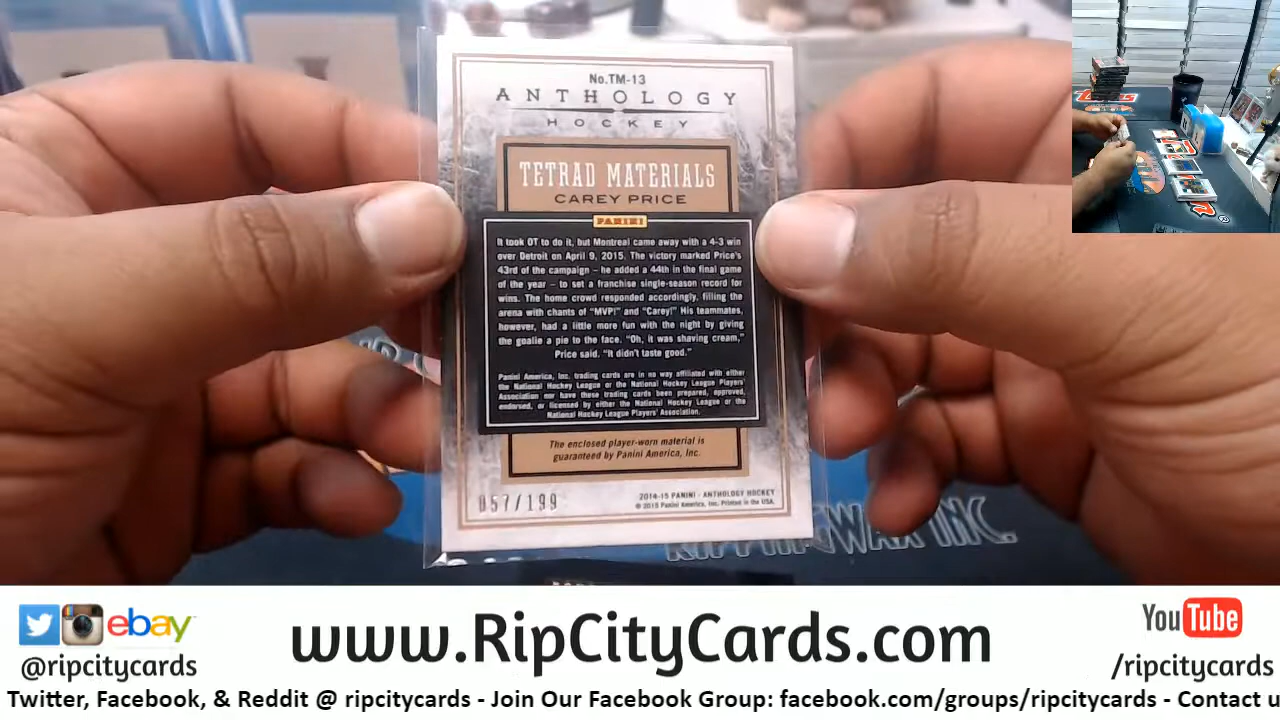 No.TM-13
ANTHOLOGY
HOCKEY
TETRAD MATERIALS
CAREY PRICE
PANINI
It took OT to do it, but Montreal came away with a 4-3 win
over Detroit on April 9, 2015. The victory marked Price's
43rd of the campaign – he added a 44th in the final game
of the year – to set a franchise single-season record for
wins. The home crowd responded accordingly, filling the
arena with chants of "MVP!" and "Carey!" His teammates,
however, had a little more fun with the night by giving
the goalie a pie to the face. "Oh, it was shaving cream,"
Price said. "It didn't taste good."
Panini America, Inc. trading cards are in no way affiliated with either
the National Hockey League or the National Hockey League Players'
Association nor have these trading cards been prepared, approved,
endorsed, or licensed by either the National Hockey League or the
National Hockey League Players' Association.
The enclosed player-worn material is
guaranteed by Panini America, Inc.
057/199
2014-15 PANINI - ANTHOLOGY HOCKEY
© 2015 Panini America, Inc. Printed in the USA.
WAX INC.
ebay
@ripcitycards
www.RipCityCards.com
YouTube
/ripcitycards
Twitter, Facebook, & Reddit @ ripcitycards - Join Our Facebook Group: facebook.com/groups/ripcitycards - Contact u